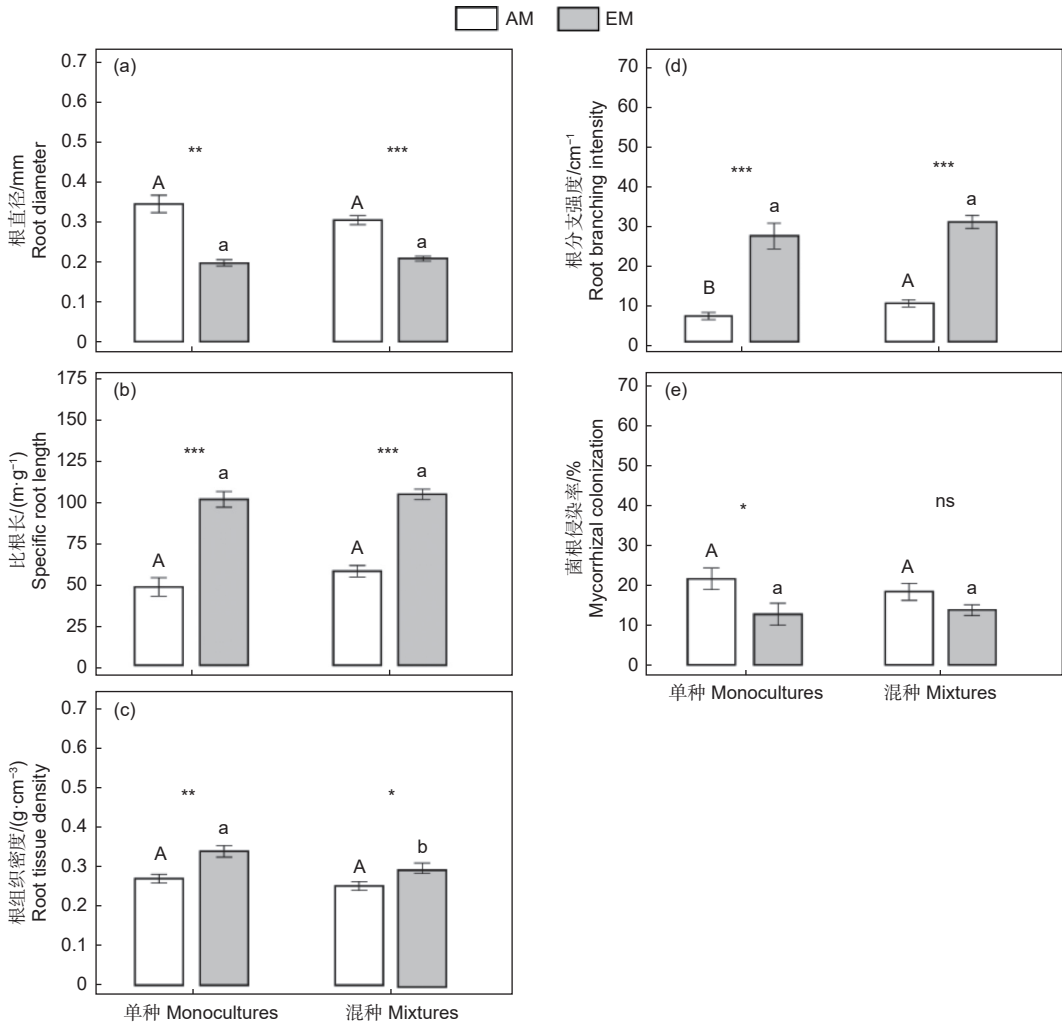 AM EM
(a)
0.7
0.6
0.5
0.4
0.3
0.2
0.1
0
根直径/mm
Root diameter
** ***
A a A a
(b)
175
150
125
100
75
50
25
0
比根长/(m·g⁻¹)
Specific root length
*** ***
A a A a
(c)
0.7
0.6
0.5
0.4
0.3
0.2
0.1
0
根组织密度/(g·cm⁻³)
Root tissue density
** *
A a A b
单种 Monocultures 混种 Mixtures
(d)
70
60
50
40
30
20
10
0
根分支强度/cm⁻¹
Root branching intensity
*** ***
B a A a
(e)
70
60
50
40
30
20
10
0
菌根侵染率/%
Mycorrhizal colonization
* ns
A a A a
单种 Monocultures 混种 Mixtures